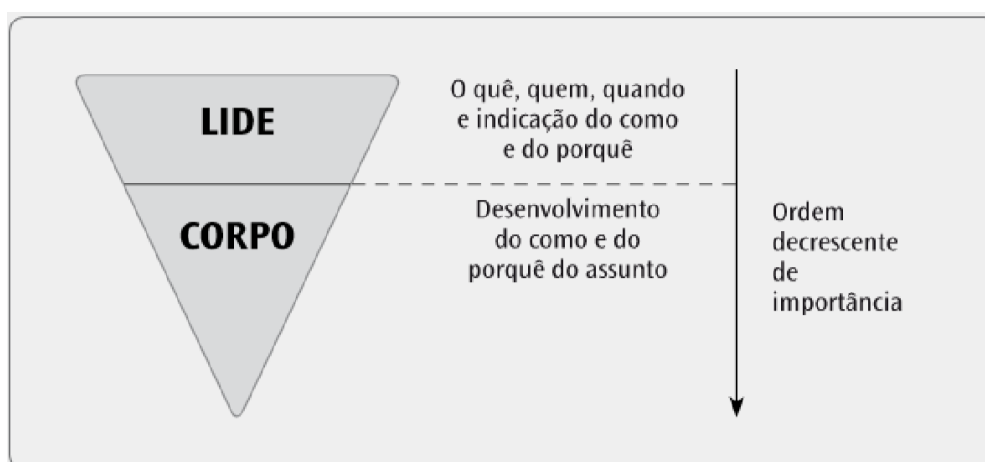 LIDE
O quê, quem, quando
e indicação do como
e do porquê
CORPO
Desenvolvimento
do como e do
porquê do assunto
Ordem
decrescente
de
importância